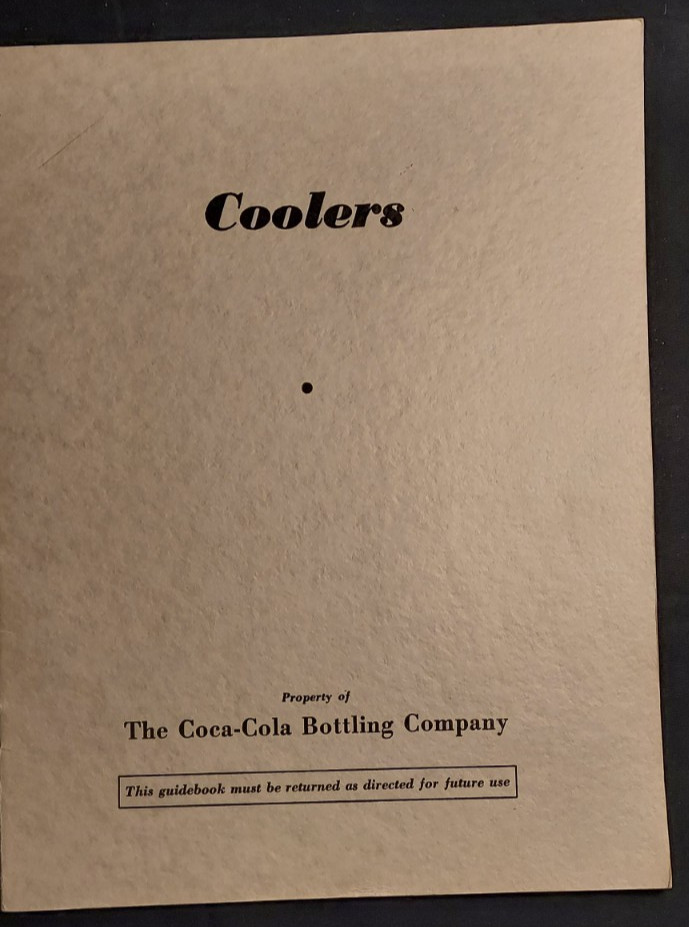 Coolers
Property of
The Coca-Cola Bottling Company
This guidebook must be returned as directed for future use